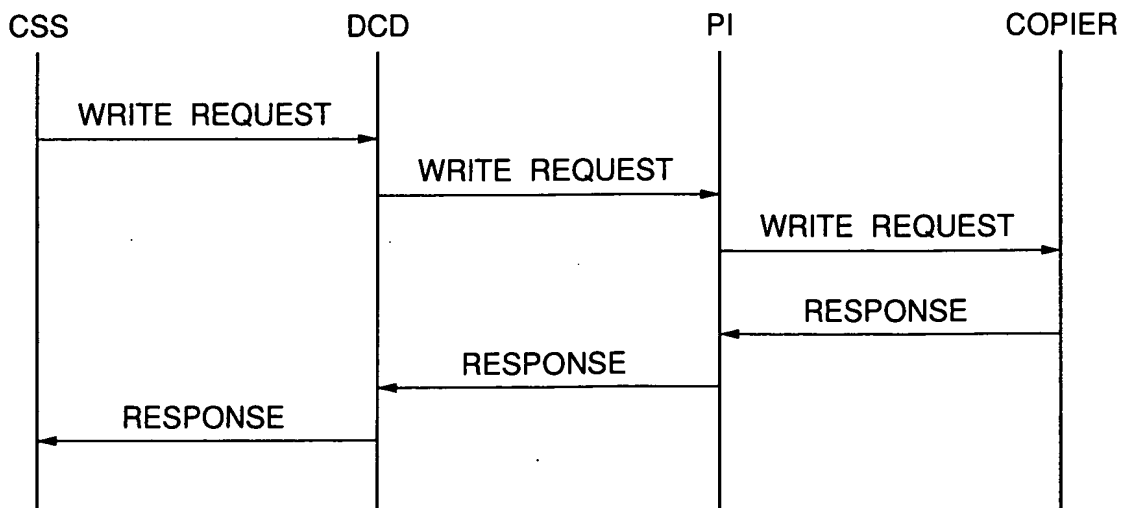 CSS DCD PI COPIER
WRITE REQUEST
WRITE REQUEST
WRITE REQUEST
RESPONSE
RESPONSE
RESPONSE